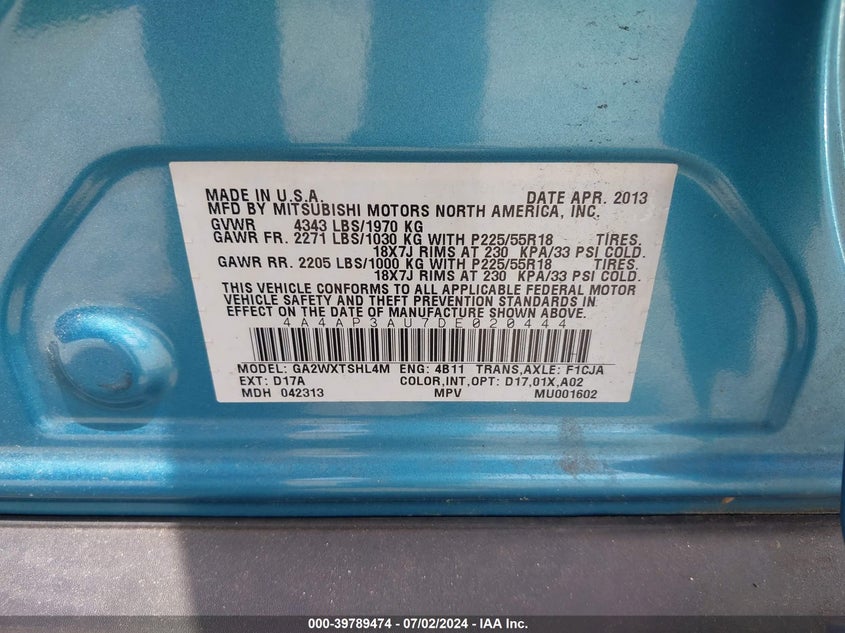 MADE IN U.S.A. DATE APR. 2013
MFD BY MITSUBISHI MOTORS NORTH AMERICA, INC.
GVWR 4343 LBS/1970 KG
GAWR FR. 2271 LBS/1030 KG WITH P225/55R18 TIRES.
18X7J RIMS AT 230 KPA/33 PSI COLD.
GAWR RR. 2205 LBS/1000 KG WITH P225/55R18 TIRES.
18X7J RIMS AT 230 KPA/33 PSI COLD.
THIS VEHICLE CONFORMS TO ALL APPLICABLE FEDERAL MOTOR
VEHICLE SAFETY AND THEFT PREVENTION STANDARDS IN
EFFECT ON THE DATE OF MANUFACTURE SHOWN ABOVE.
4A4AP3AU7DE020444
MODEL: GA2WXTSHL4M ENG: 4B11 TRANS,AXLE: F1CJA
EXT: D17A COLOR,INT,OPT: D17,01X,A02
MDH 042313 MPV MU001602
000-39789474 - 07/02/2024 - IAA Inc.